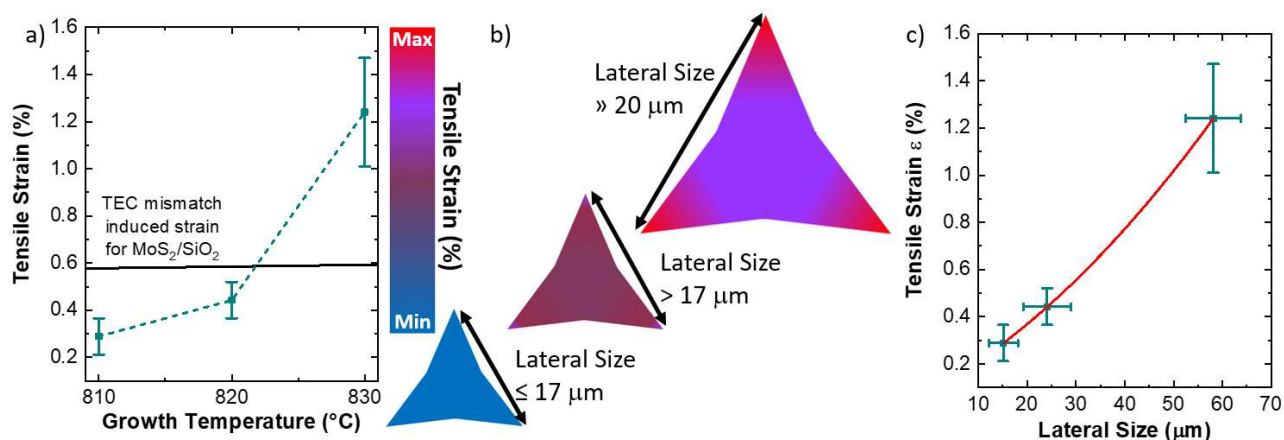 a)
1.6
1.4
1.2
1.0
0.8
0.6
0.4
0.2
Tensile Strain (%)
TEC mismatch
induced strain
for MoS₂/SiO₂
810
820
830
Growth Temperature (°C)
Max
Tensile Strain (%)
Min
b)
Lateral Size
» 20 µm
Lateral Size
> 17 µm
Lateral Size
≤ 17 µm
c)
1.6
1.4
1.2
1.0
0.8
0.6
0.4
0.2
Tensile Strain ε (%)
10
20
30
40
50
60
70
Lateral Size (µm)